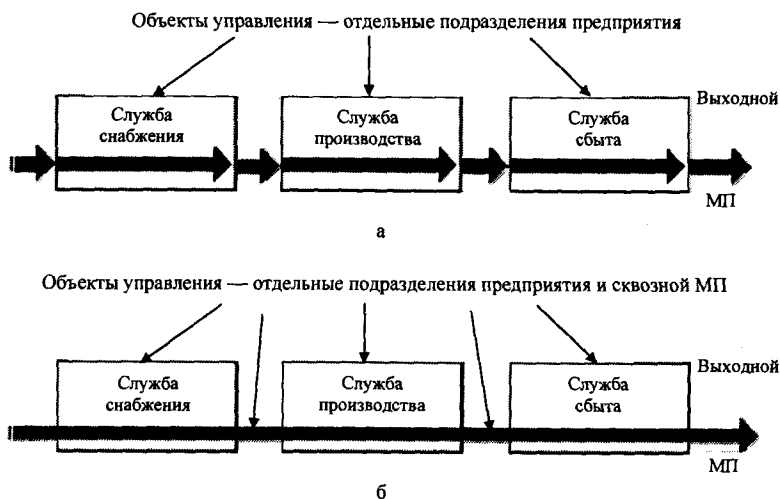 Объекты управления — отдельные подразделения предприятия
Служба
снабжения
Служба
производства
Служба
сбыта
Выходной
МП
а
Объекты управления — отдельные подразделения предприятия и сквозной МП
Служба
снабжения
Служба
производства
Служба
сбыта
Выходной
МП
б